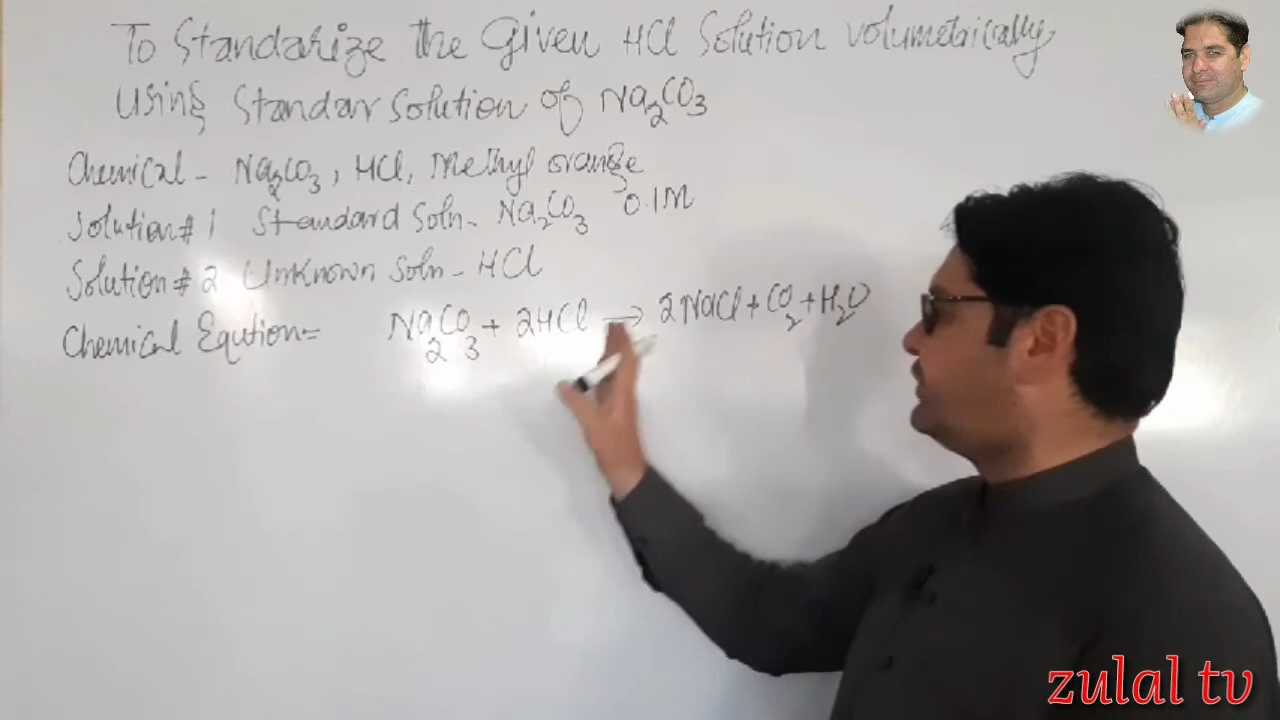 To Standarize the Given HCl Solution volumetrically
Using Standar Solution of Na2CO3
Chemical - Na2CO3, HCl, Methyl orange
Solution # 1 Standard Soln - Na2CO3 0.1M
Solution # 2 Unknown Soln - HCl
Chemical Eqution = Na2CO3 + 2HCl → 2NaCl + CO2 + H2O
zulal tv